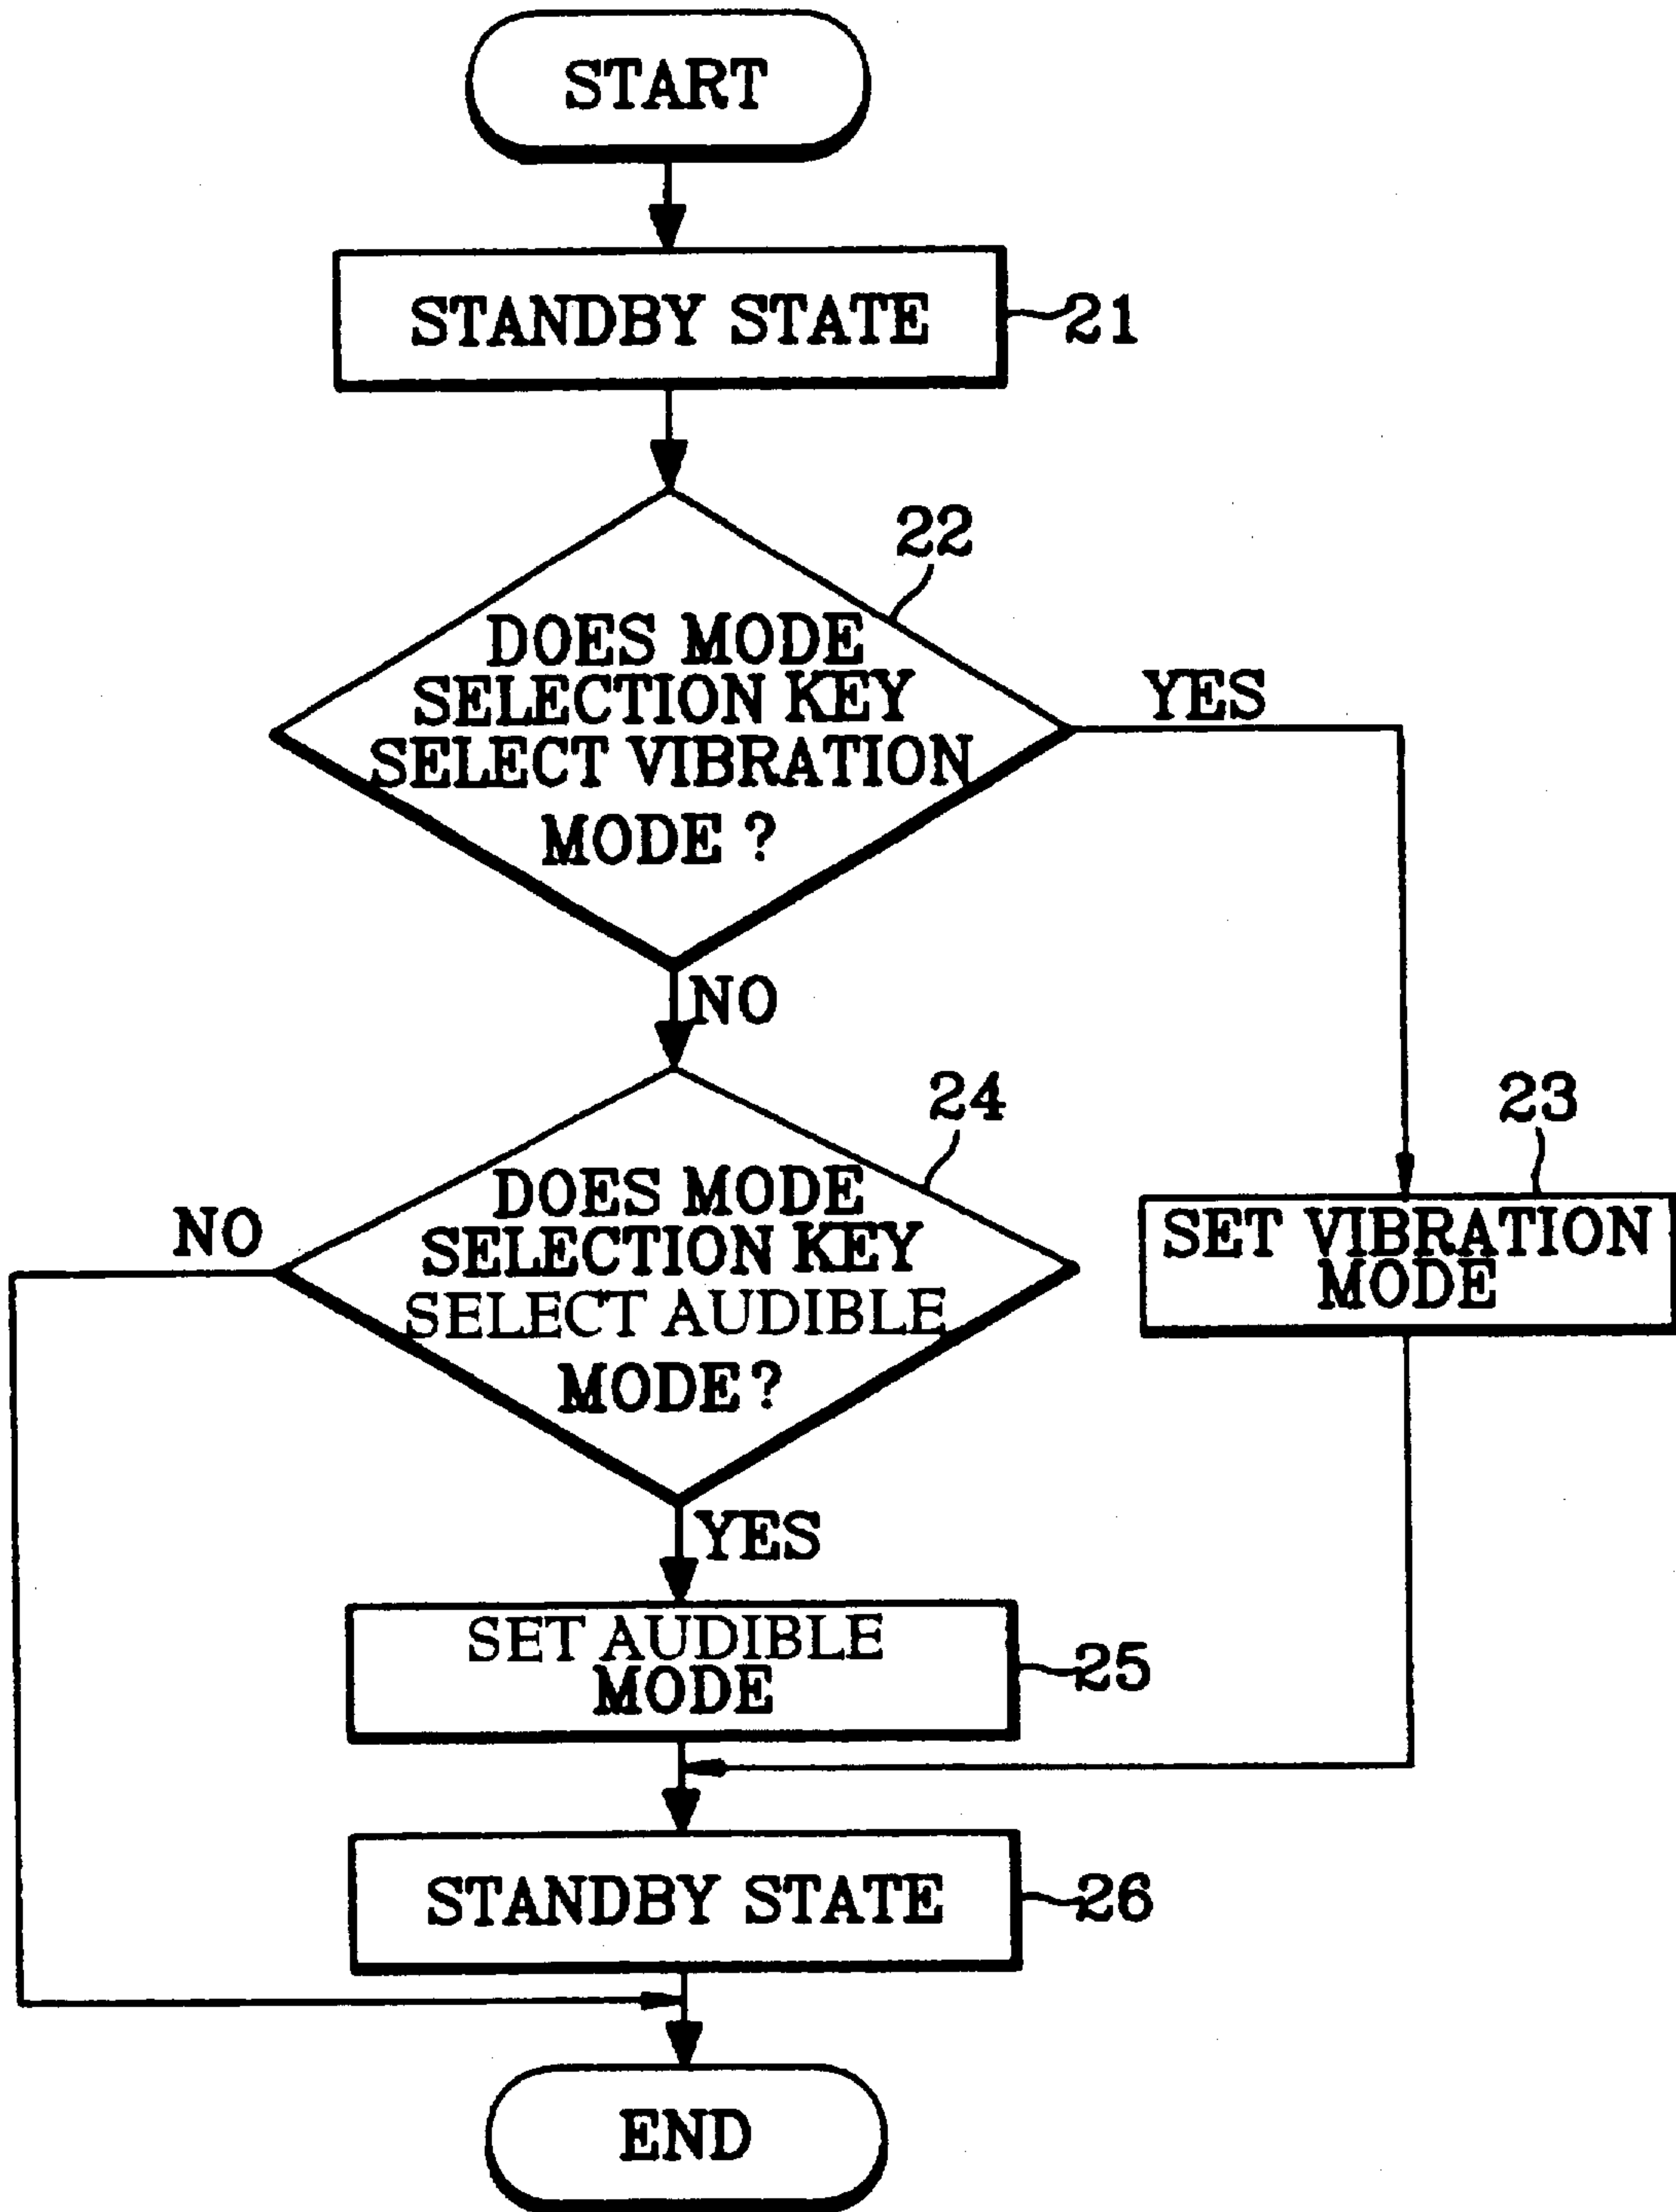 START
STANDBY STATE
21
22
DOES MODE
SELECTION KEY
SELECT VIBRATION
MODE ?
YES
NO
24
DOES MODE
SELECTION KEY
SELECT AUDIBLE
MODE?
NO
23
SET VIBRATION
MODE
YES
SET AUDIBLE
MODE
25
STANDBY STATE
26
END